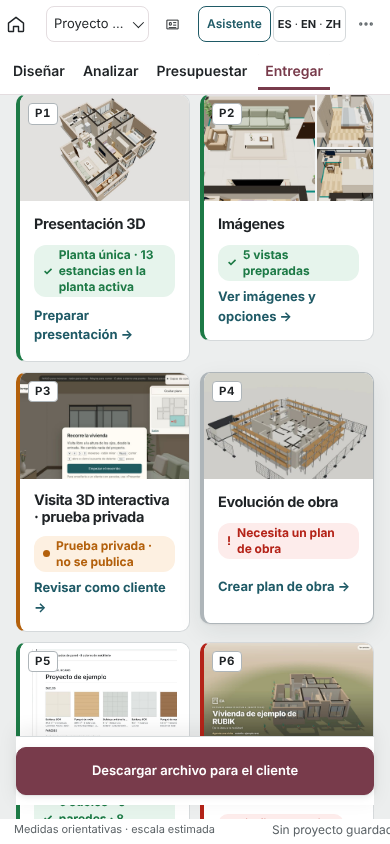 Proyecto ...
Asistente
ES · EN · ZH
Diseñar
Analizar
Presupuestar
Entregar
P1
Presentación 3D
✓ Planta única · 13
estancias en la
planta activa
Preparar
presentación →
P2
Imágenes
✓ 5 vistas
preparadas
Ver imágenes y
opciones →
P3
Recorre la vivienda
Visita 3D interactiva
· prueba privada
Prueba privada ·
no se publica
Revisar como cliente
→
P4
Evolución de obra
! Necesita un plan
de obra
Crear plan de obra →
P5
Proyecto de ejemplo
P6
Vivienda de ejemplo de
RUBIK
Descargar archivo para el cliente
paredes · 8
Medidas orientativas · escala estimada
Sin proyecto guardad